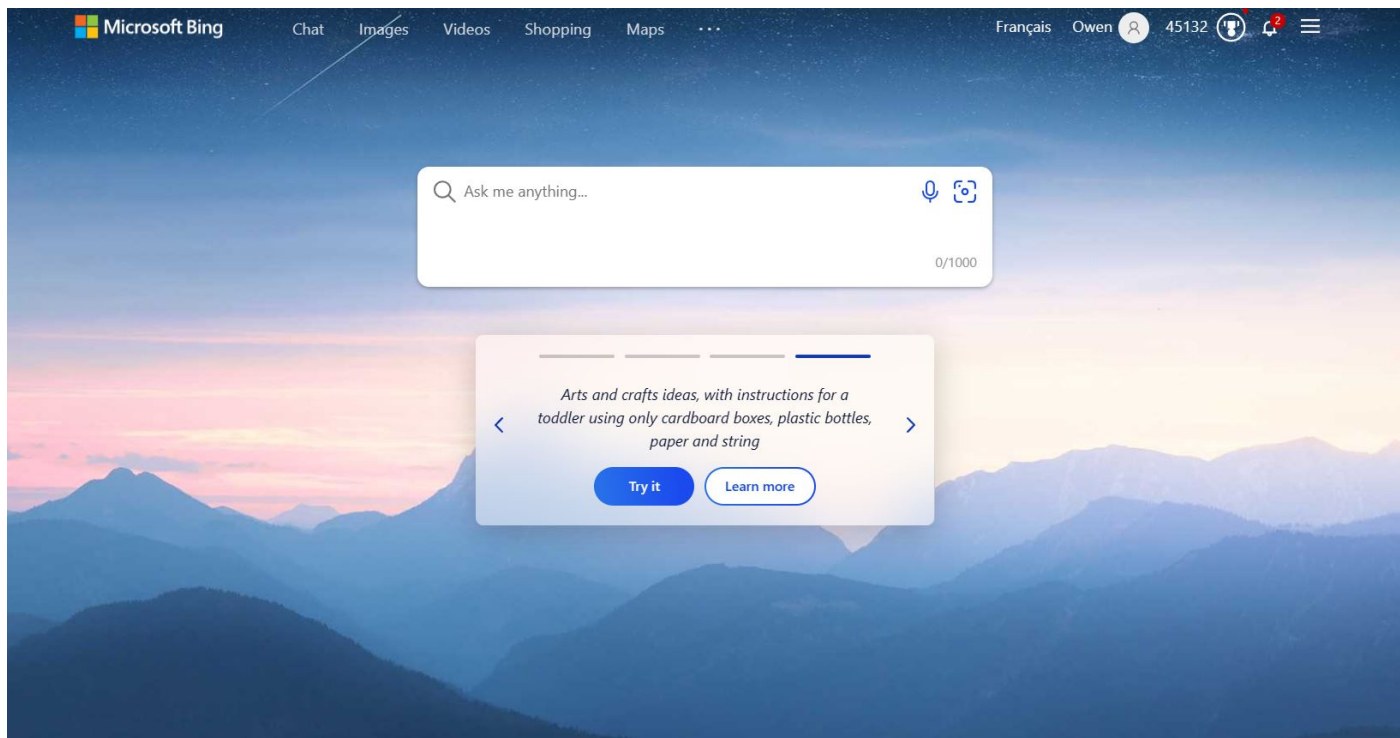 Microsoft Bing Chat Images Videos Shopping Maps ··· Français Owen 45132 2
Ask me anything...
0/1000
Arts and crafts ideas, with instructions for a
toddler using only cardboard boxes, plastic bottles,
paper and string
Try it Learn more